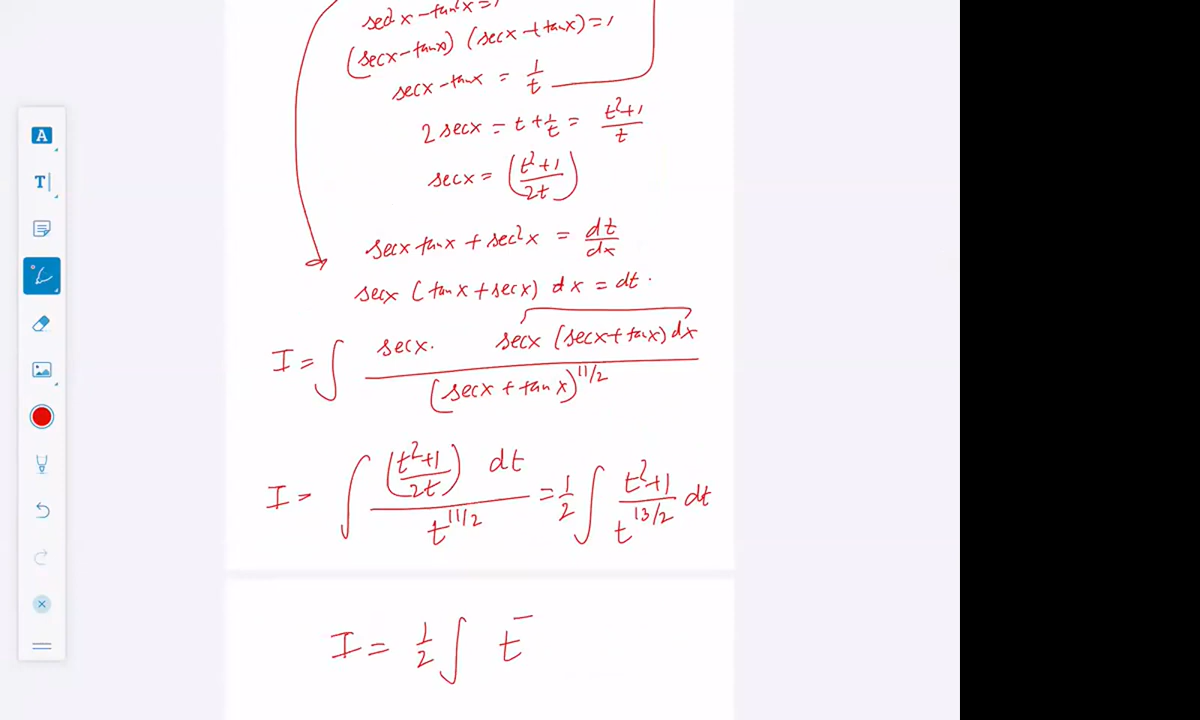 sec²x - tan²x = 1
(secx - tanx) (secx + tanx) = 1
secx - tanx = 1/t
2 secx = t + 1/t = (t²+1)/t
secx = ((t²+1)/2t)
secx tanx + sec²x = dt/dx
secx (tanx + secx) dx = dt.
I = ∫ secx. secx (secx + tanx) dx / (secx + tan x)^11/2
I = ∫ ((t²+1)/2t) dt / t^11/2 = 1/2 ∫ (t²+1)/t^13/2 dt
I = 1/2 ∫ t^-
A
T|